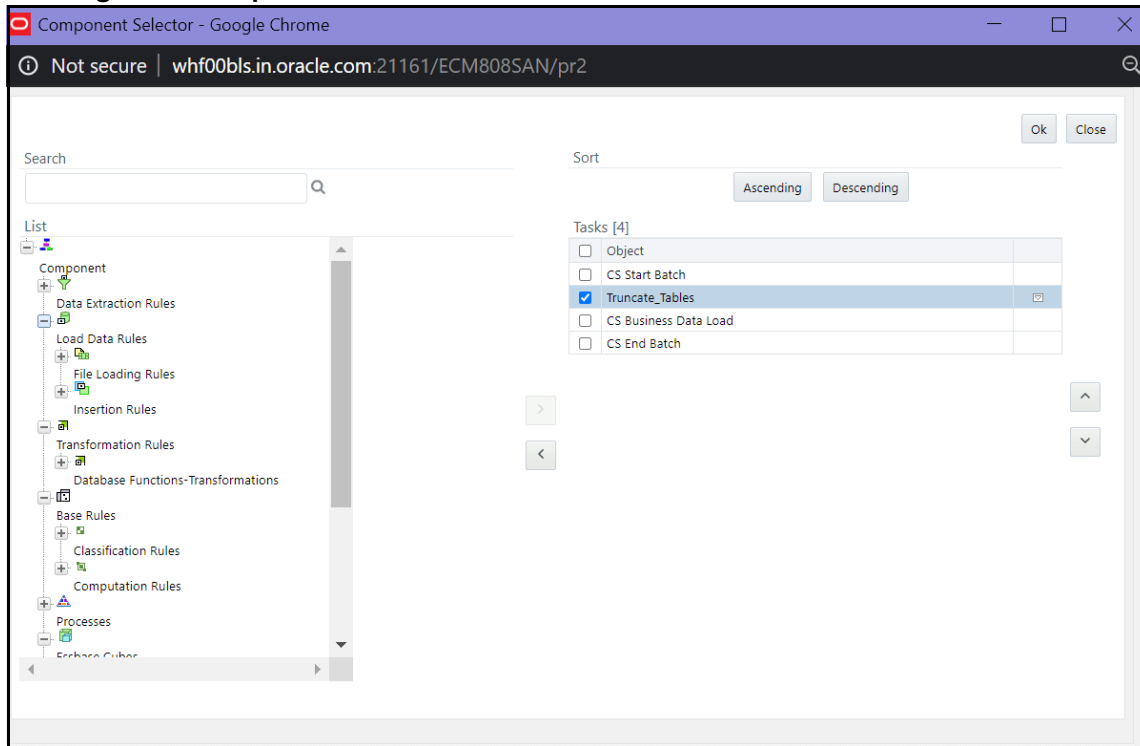 Component Selector - Google Chrome
Not secure | whf00bls.in.oracle.com:21161/ECM808SAN/pr2
Ok Close
Search
Sort
Ascending Descending
List
Tasks [4]
Component
Data Extraction Rules
Load Data Rules
File Loading Rules
Insertion Rules
Transformation Rules
Database Functions-Transformations
Base Rules
Classification Rules
Computation Rules
Processes
Essbase Cubes
Object
CS Start Batch
Truncate_Tables
CS Business Data Load
CS End Batch